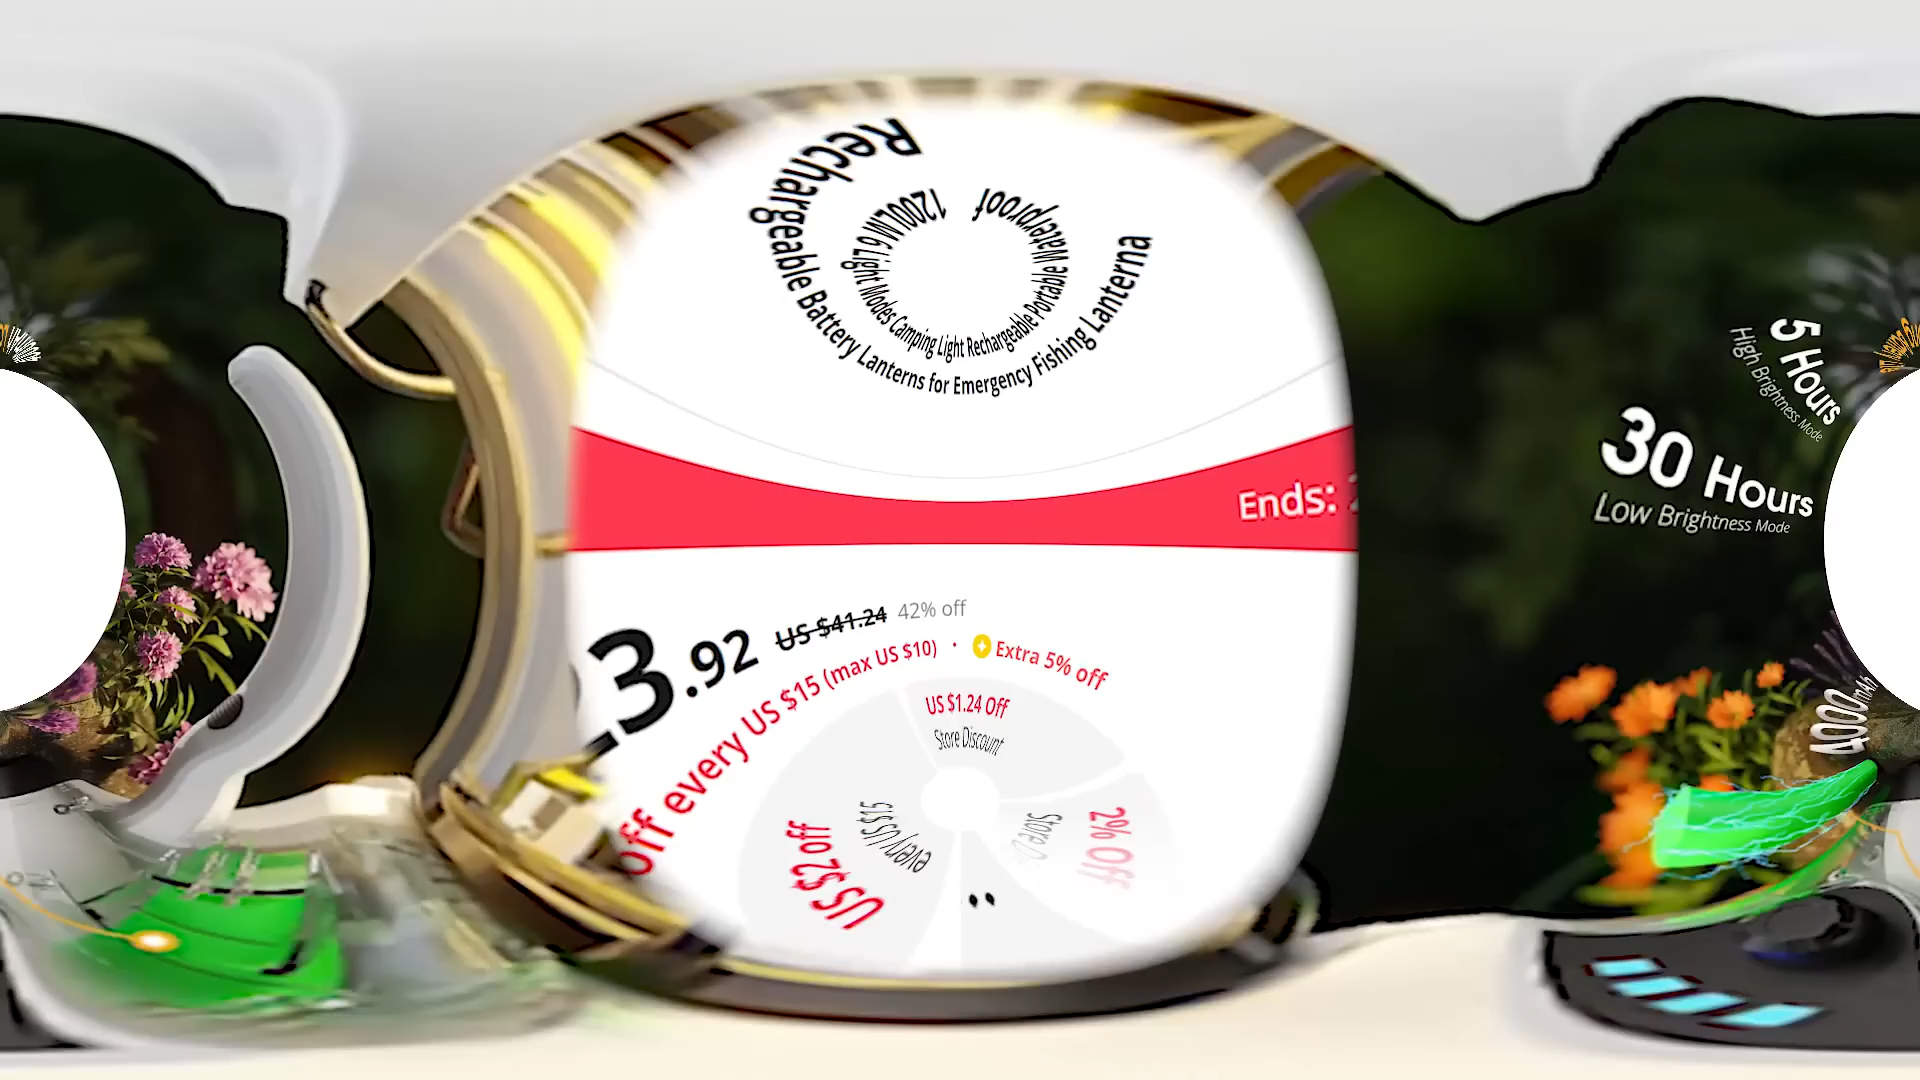 1200LM 6 Light Modes Camping Light Rechargeable Portable Waterproof
Rechargeable Battery Lanterns for Emergency Fishing Lanterna
Ends:
3.92 US $41.24 42% off
Off every US $15 (max US $10) · Extra 5% off
US $1.24 Off
Store Discount
US $2 off
every US $15
2% Off
Store
5 Hours
High Brightness Mode
30 Hours
Low Brightness Mode
4000mAh